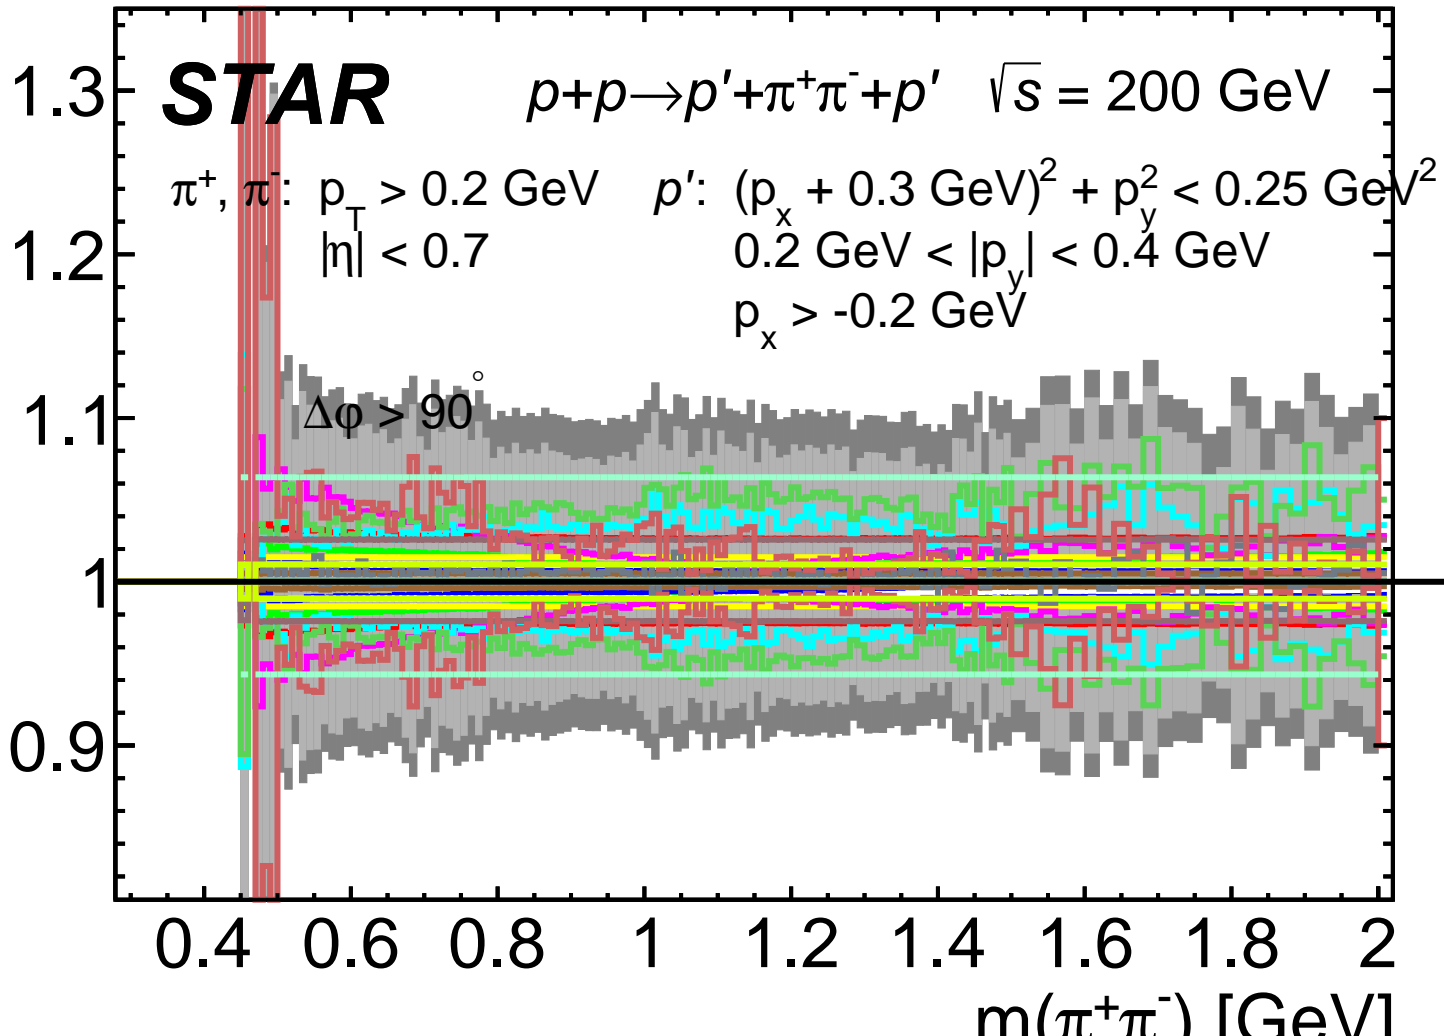 STAR p+p→p′+π⁺π⁻+p′ √s = 200 GeV
π⁺, π⁻: p_T > 0.2 GeV p′: (p_x + 0.3 GeV)² + p_y² < 0.25 GeV²
|η| < 0.7 0.2 GeV < |p_y| < 0.4 GeV
p_x > -0.2 GeV
Δφ > 90°
1.3
1.2
1.1
1
0.9
0.4 0.6 0.8 1 1.2 1.4 1.6 1.8 2
m(π⁺π⁻) [GeV]